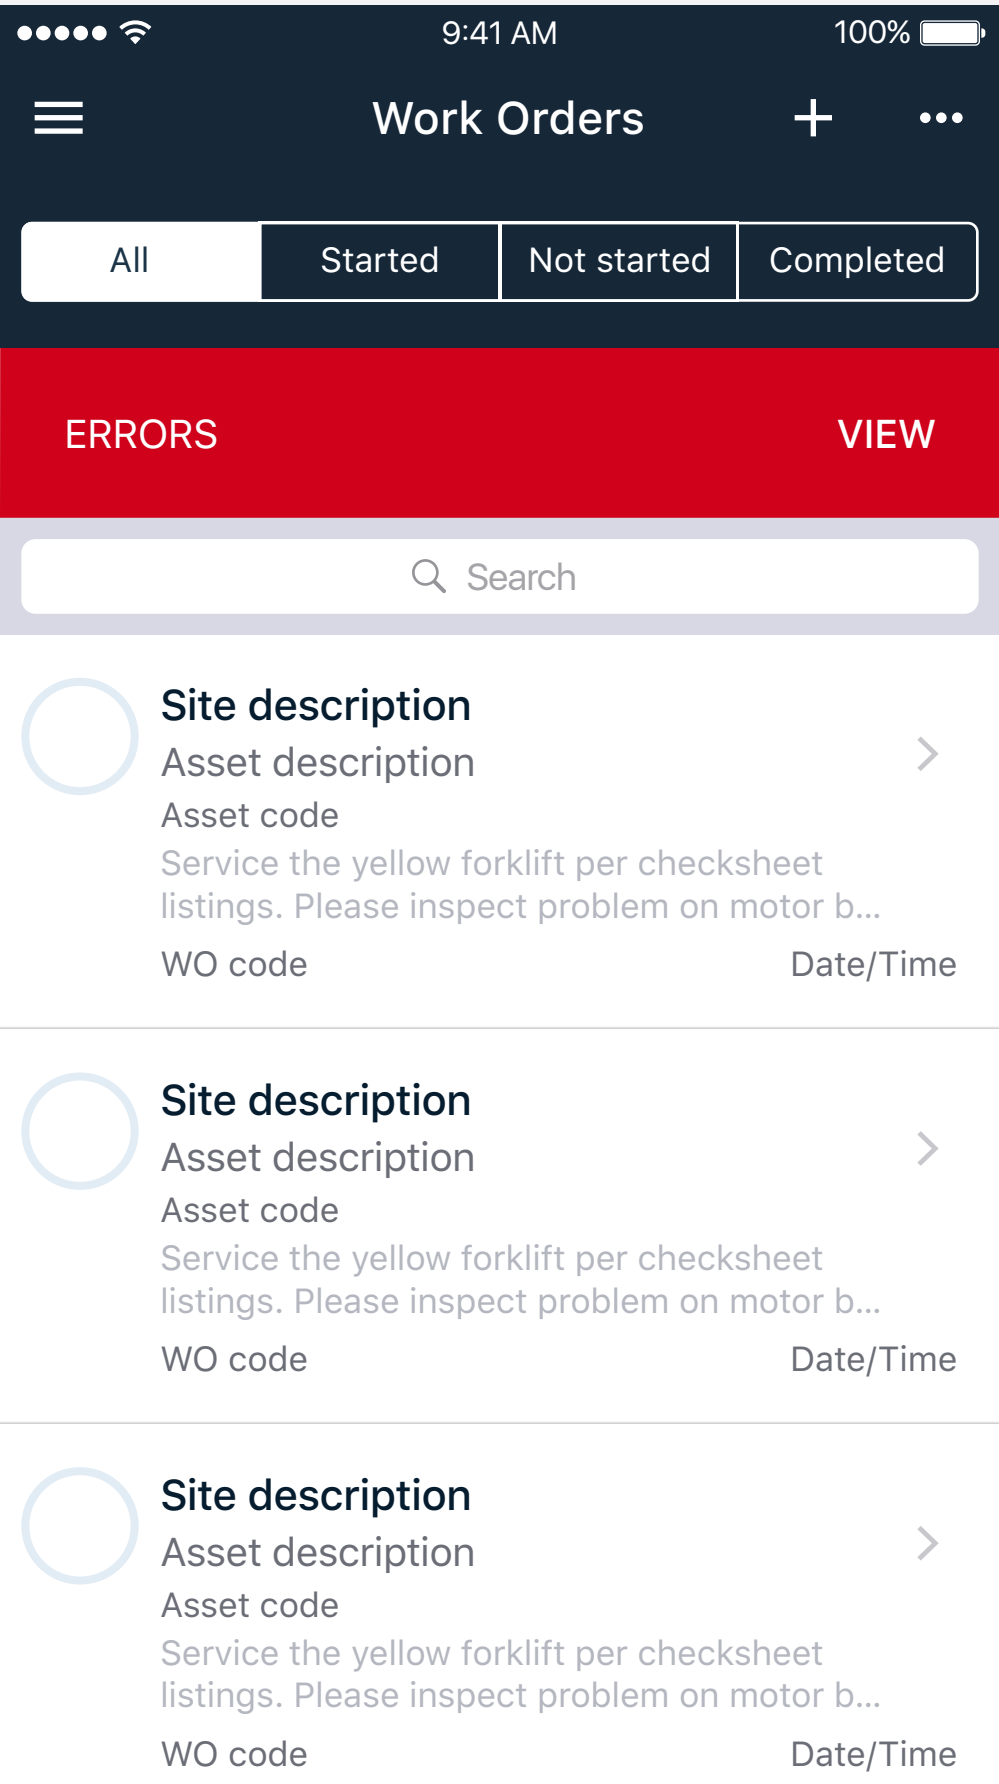 9:41 AM 100%
Work Orders
All Started Not started Completed
ERRORS VIEW
Search
Site description
Asset description
Asset code
Service the yellow forklift per checksheet
listings. Please inspect problem on motor b...
WO code Date/Time
Site description
Asset description
Asset code
Service the yellow forklift per checksheet
listings. Please inspect problem on motor b...
WO code Date/Time
Site description
Asset description
Asset code
Service the yellow forklift per checksheet
listings. Please inspect problem on motor b...
WO code Date/Time